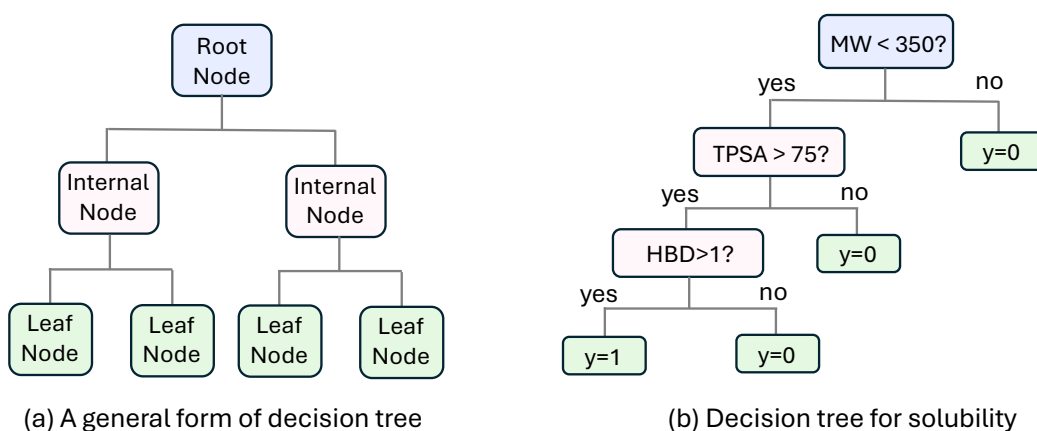 Root
Node
Internal
Node
Internal
Node
Leaf
Node
Leaf
Node
Leaf
Node
Leaf
Node
(a) A general form of decision tree
MW < 350?
yes
no
TPSA > 75?
y=0
yes
no
HBD>1?
y=0
yes
no
y=1
y=0
(b) Decision tree for solubility